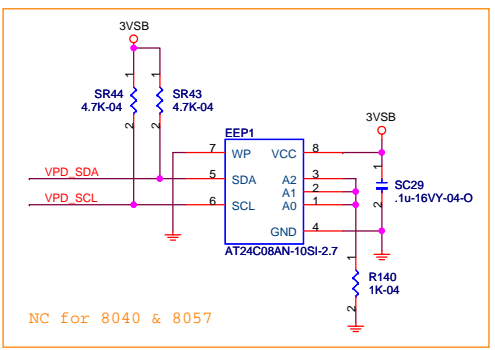 3VSB
SR44
4.7K-04
SR43
4.7K-04
1
1
2
2
VPD_SDA
VPD_SCL
EEP1
7
WP
VCC
8
5
SDA
A2
3
A1
2
6
SCL
A0
1
GND
4
AT24C08AN-10SI-2.7
3VSB
1
SC29
.1u-16VY-04-O
2
1
R140
1K-04
2
NC for 8040 & 8057